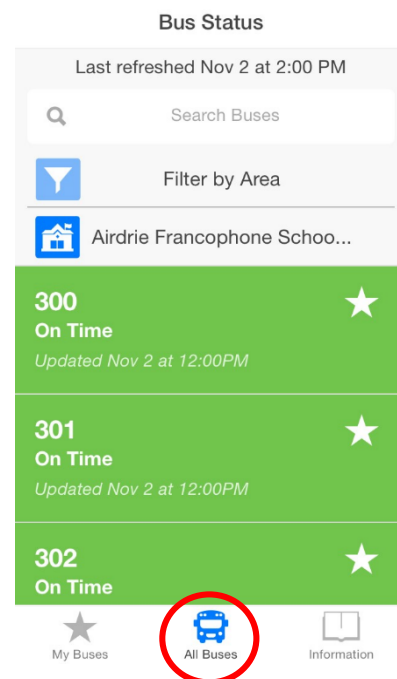 Bus Status
Last refreshed Nov 2 at 2:00 PM
Search Buses
Filter by Area
Airdrie Francophone Schoo...
300
On Time
Updated Nov 2 at 12:00PM
301
On Time
Updated Nov 2 at 12:00PM
302
On Time
My Buses
All Buses
Information